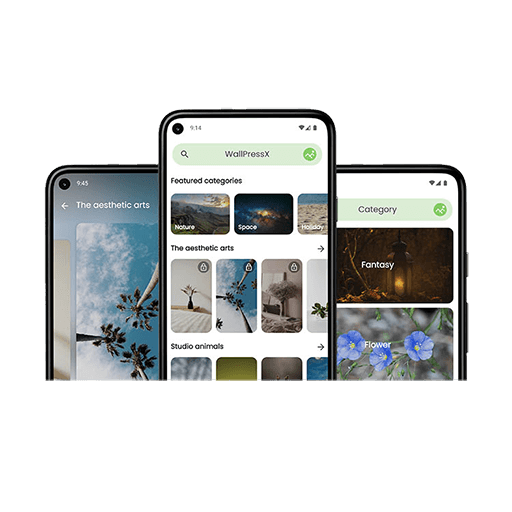 9:45
The aesthetic arts
9:14
WallPressX
Featured categories
Nature
Space
Holiday
The aesthetic arts
Studio animals
Category
Fantasy
Flower